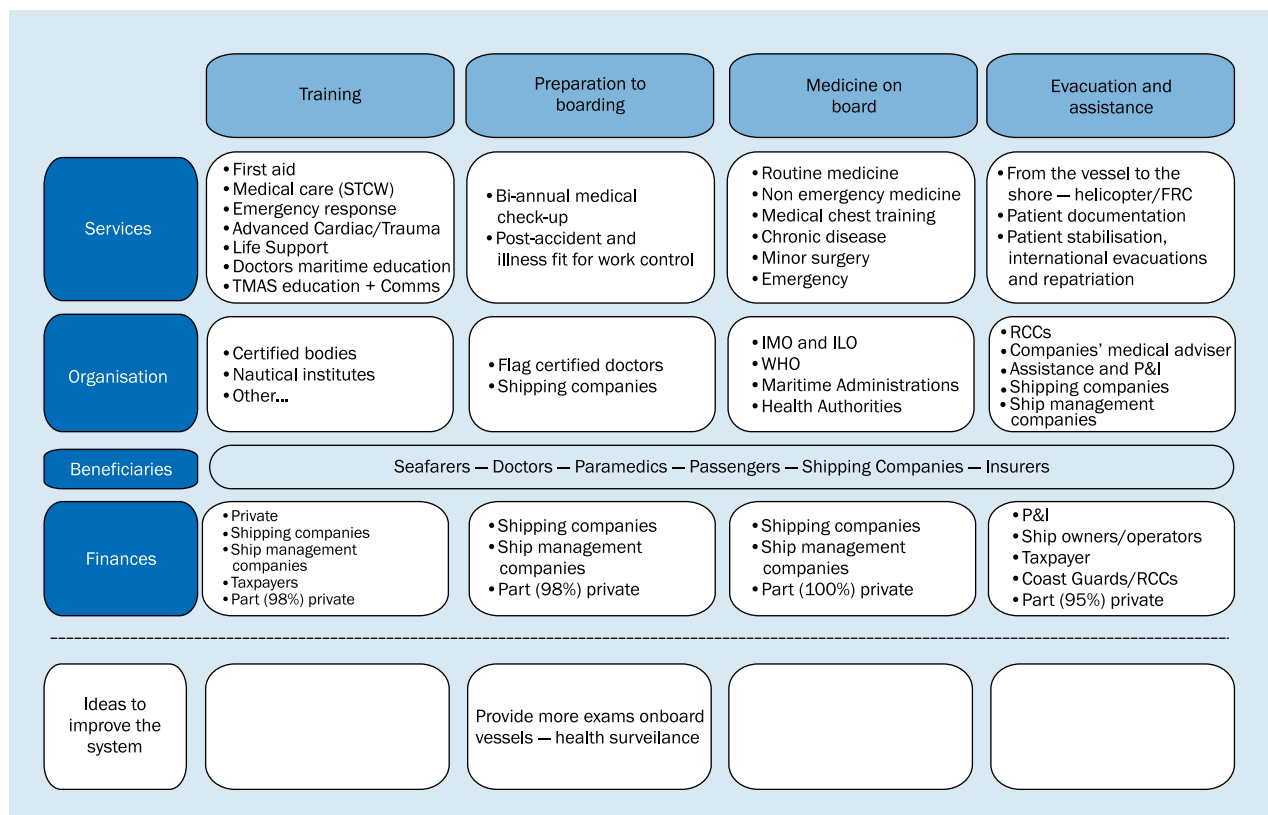 Training
Preparation to
boarding
Medicine on
board
Evacuation and
assistance
Services
• First aid
• Medical care (STCW)
• Emergency response
• Advanced Cardiac/Trauma
• Life Support
• Doctors maritime education
• TMAS education + Comms
• Bi-annual medical
check-up
• Post-accident and
illness fit for work control
• Routine medicine
• Non emergency medicine
• Medical chest training
• Chronic disease
• Minor surgery
• Emergency
• From the vessel to the
shore — helicopter/FRC
• Patient documentation
• Patient stabilisation,
international evacuations
and repatriation
Organisation
• Certified bodies
• Nautical institutes
• Other...
• Flag certified doctors
• Shipping companies
• IMO and ILO
• WHO
• Maritime Administrations
• Health Authorities
• RCCs
• Companies’ medical adviser
• Assistance and P&I
• Shipping companies
• Ship management
companies
Beneficiaries
Seafarers — Doctors — Paramedics — Passengers — Shipping Companies — Insurers
Finances
• Private
• Shipping companies
• Ship management
companies
• Taxpayers
• Part (98%) private
• Shipping companies
• Ship management
companies
• Part (98%) private
• Shipping companies
• Ship management
companies
• Part (100%) private
• P&I
• Ship owners/operators
• Taxpayer
• Coast Guards/RCCs
• Part (95%) private
Ideas to
improve the
system
Provide more exams onboard
vessels — health surveilance